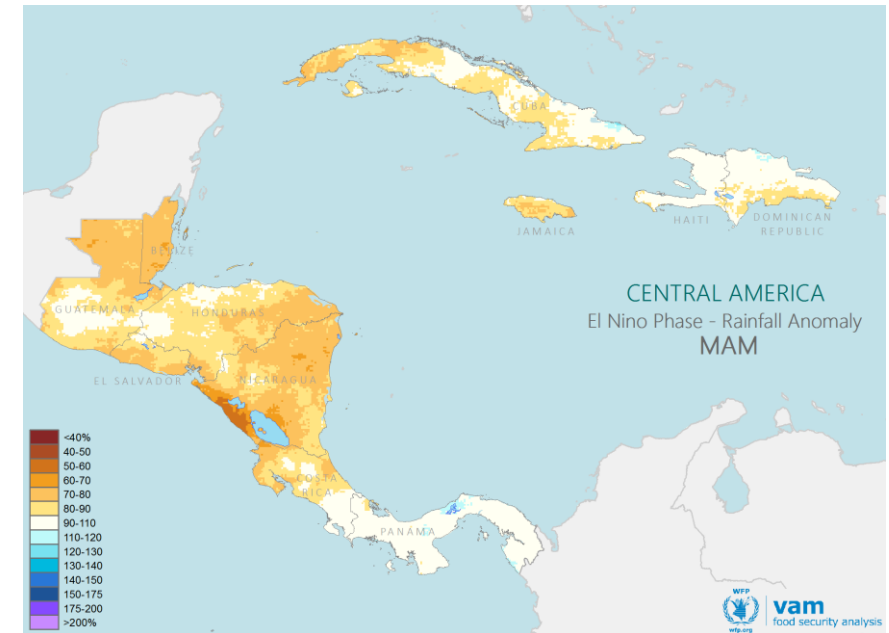 CUBA
JAMAICA
HAITI
DOMINICAN
REPUBLIC
BELIZE
GUATEMALA
HONDURAS
EL SALVADOR
NICARAGUA
COSTA
RICA
PANAMA
CENTRAL AMERICA
El Nino Phase - Rainfall Anomaly
MAM
<40%
40-50
50-60
60-70
70-80
80-90
90-110
110-120
120-130
130-140
140-150
150-175
175-200
>200%
WFP
wfp.org
vam
food security analysis